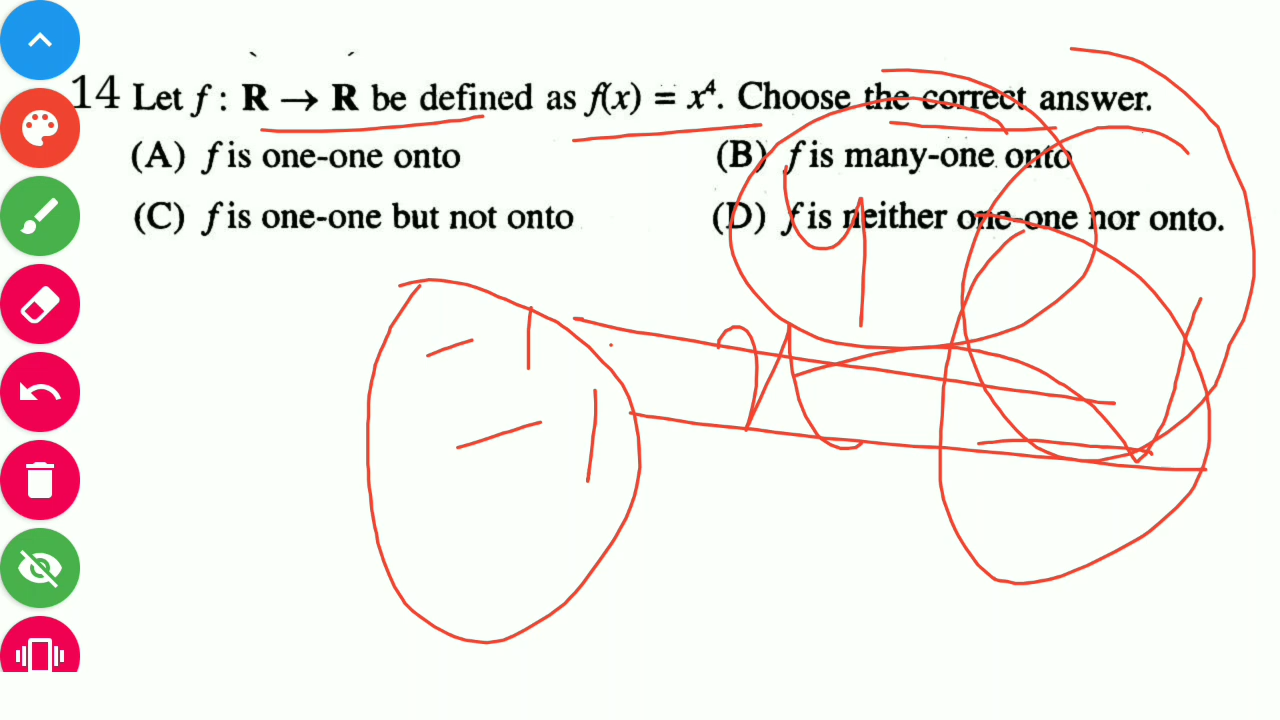 14 Let f : R → R be defined as f(x) = x⁴. Choose the correct answer.
(A) f is one-one onto (B) f is many-one onto
(C) f is one-one but not onto (D) f is neither one-one nor onto.